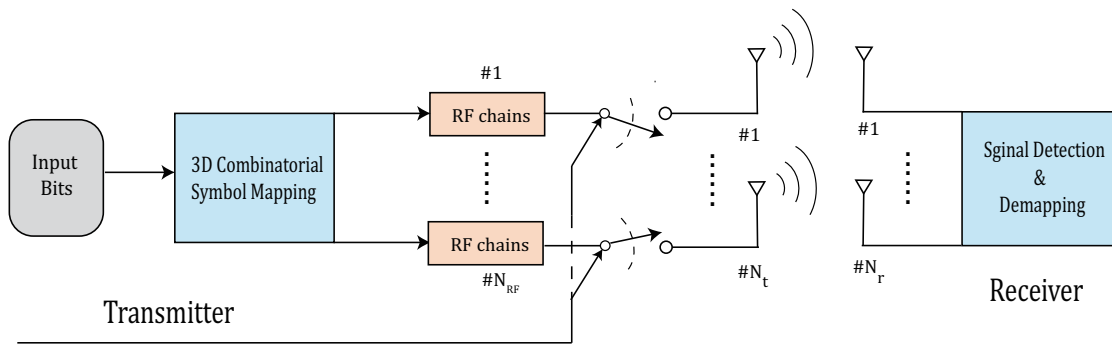 #1
RF chains
Input
Bits
3D Combinatorial
Symbol Mapping
#1
#1
Sginal Detection
&
Demapping
RF chains
#N_RF
#N_t
#N_r
Transmitter
Receiver